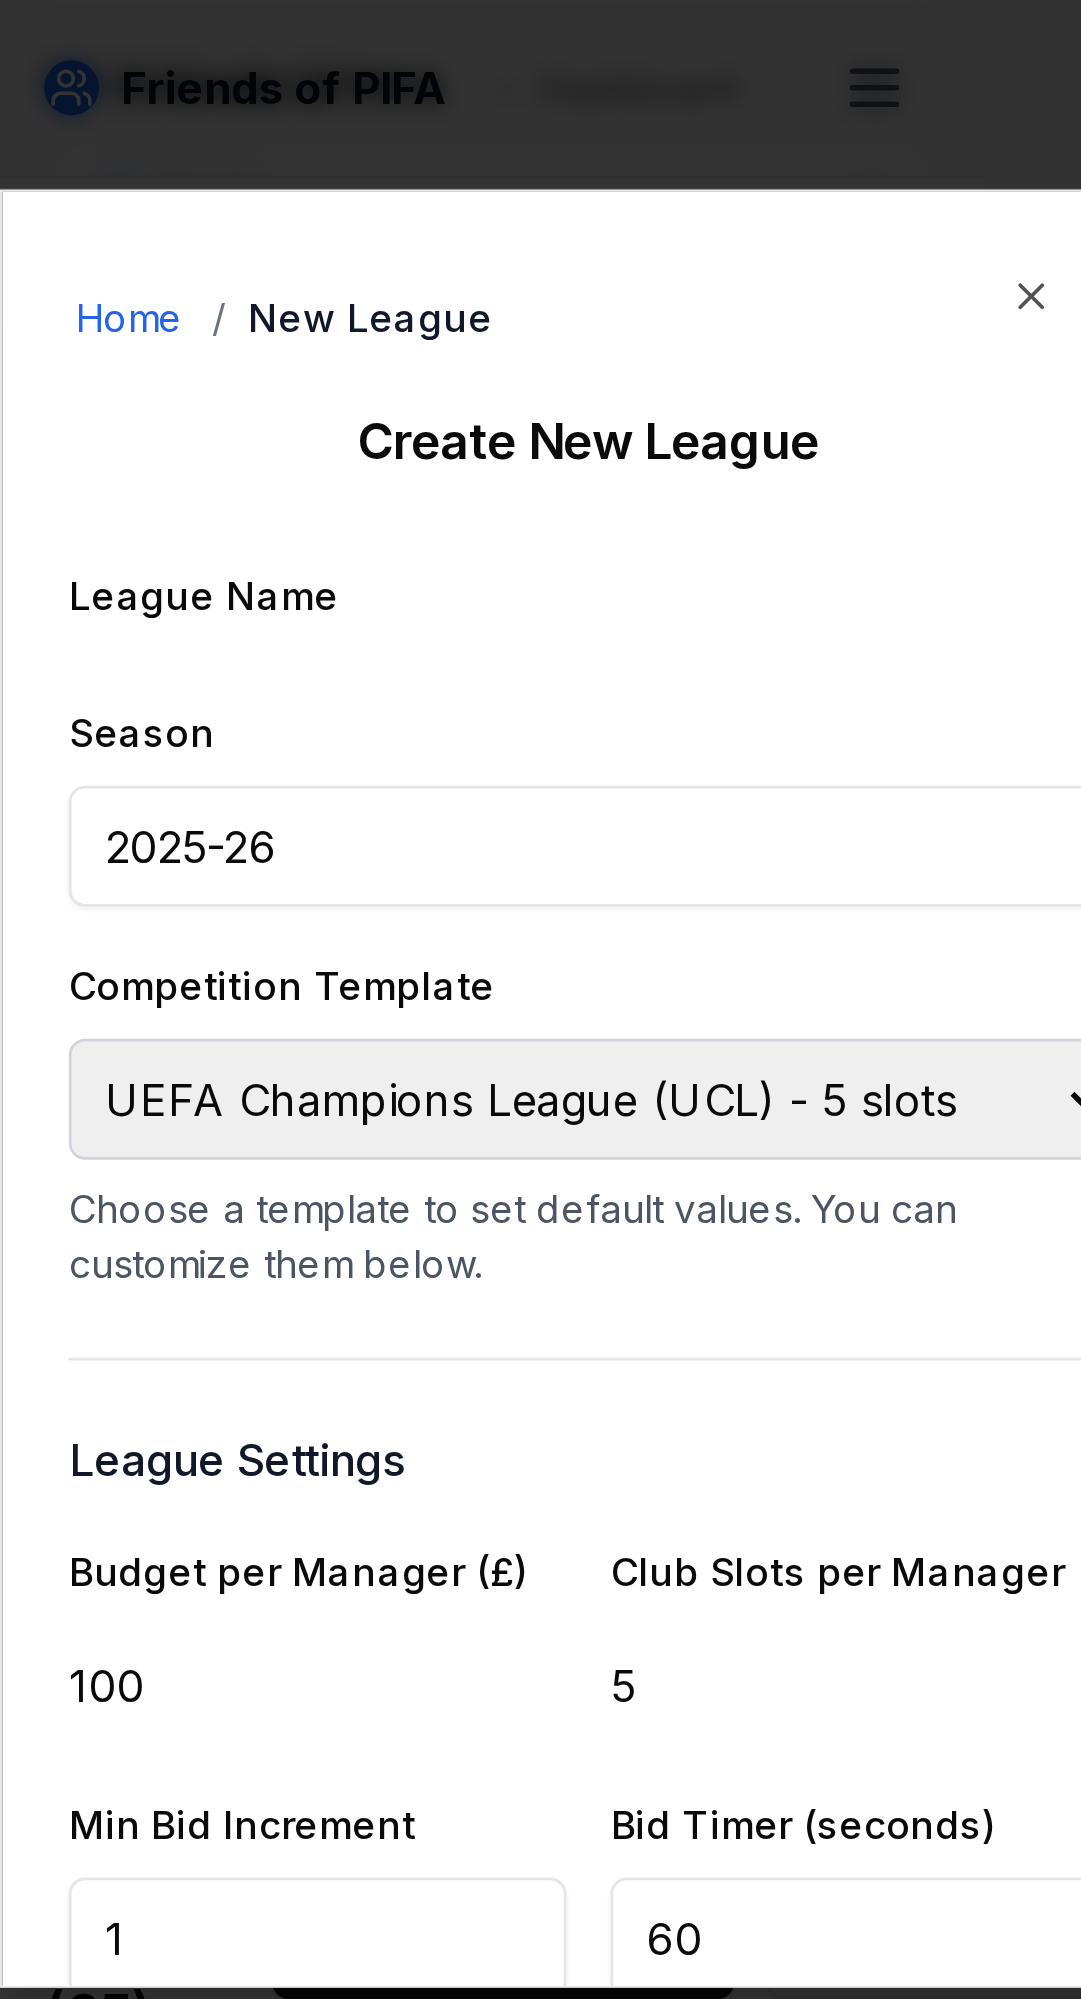 Friends of PIFA
Home / New League
Create New League
League Name
Season
2025-26
Competition Template
UEFA Champions League (UCL) - 5 slots
Choose a template to set default values. You can
customize them below.
League Settings
Budget per Manager (£) Club Slots per Manager
100 5
Min Bid Increment Bid Timer (seconds)
1 60